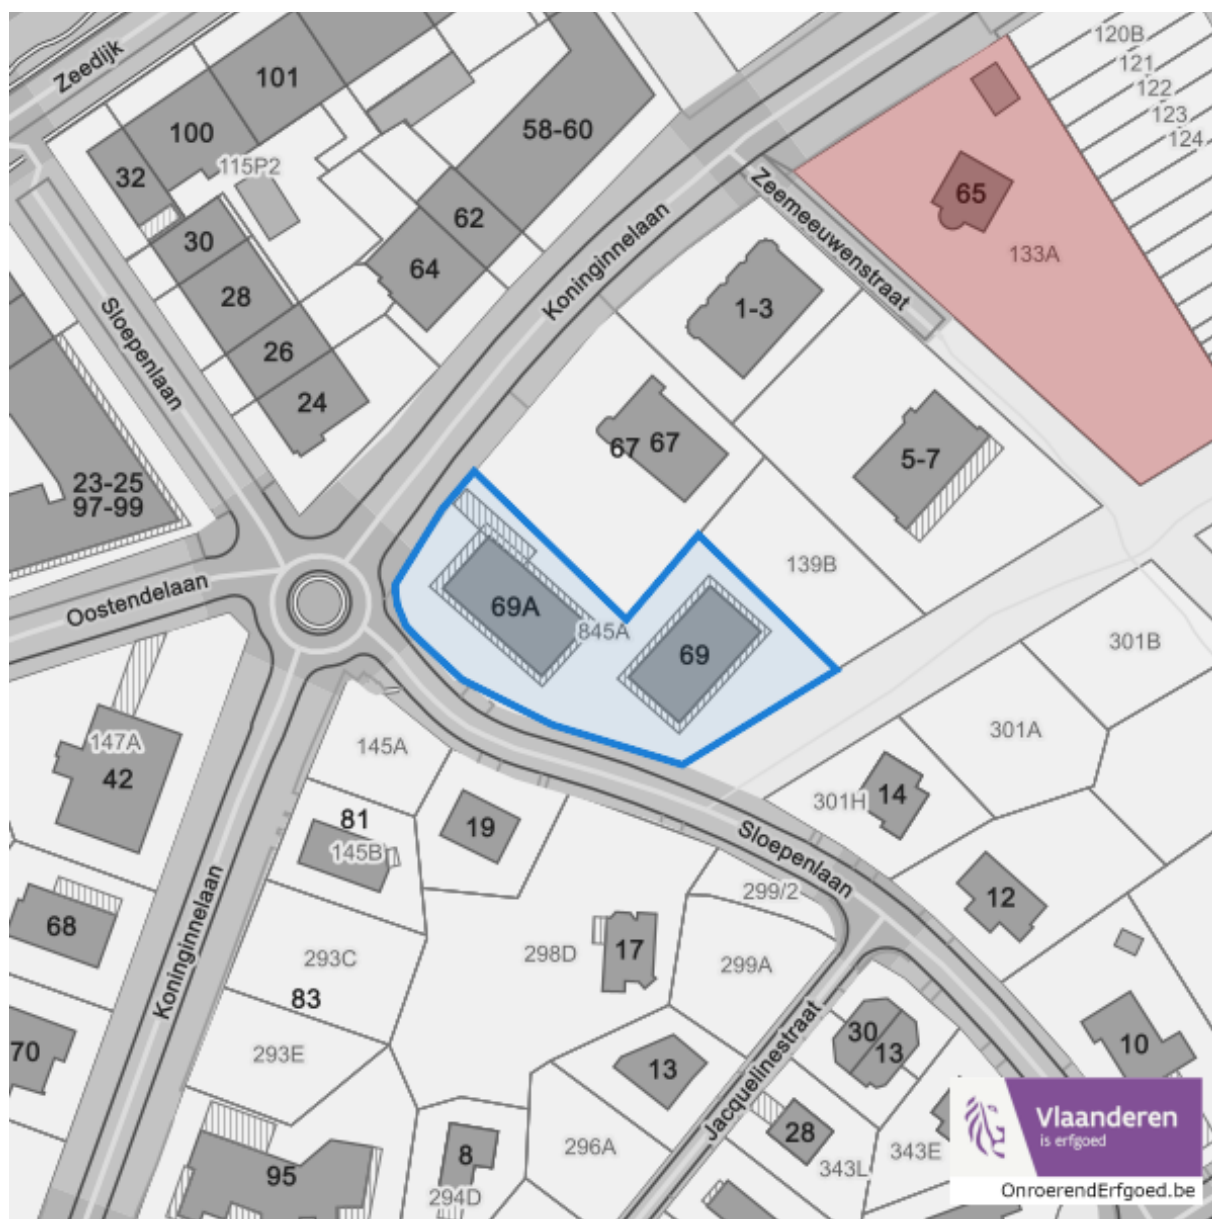 Zeedijk
101
100
58-60
32
115P2
30
62
64
28
26
24
Sloepenlaan
Koninginnelaan
Zeemeeuwenstraat
65
133A
120B
121
122
123
124
1-3
67
67
5-7
139B
23-25
97-99
Oostendelaan
69A
845A
69
301B
301A
301H
14
12
147A
42
145A
81
145B
19
Sloepenlaan
299/2
68
Koninginnelaan
293C
83
298D
17
299A
70
293E
13
Jacquelinestraat
30
13
10
28
343L
343E
296A
95
8
294D
Vlaanderen
is erfgoed
OnroerendErfgoed.be